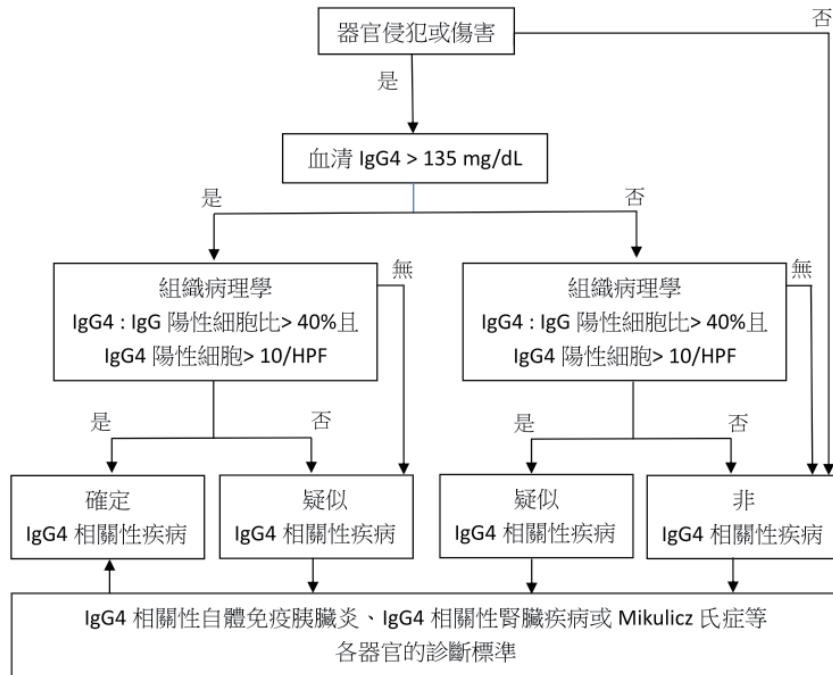 器官侵犯或傷害
否
是
血清 IgG4 > 135 mg/dL
是
否
組織病理學
IgG4 : IgG 陽性細胞比> 40%且
IgG4 陽性細胞> 10/HPF
無
組織病理學
IgG4 : IgG 陽性細胞比> 40%且
IgG4 陽性細胞> 10/HPF
無
是
否
是
否
確定
IgG4 相關性疾病
疑似
IgG4 相關性疾病
疑似
IgG4 相關性疾病
非
IgG4 相關性疾病
IgG4 相關性自體免疫胰臟炎、IgG4 相關性腎臟疾病或 Mikulicz 氏症等
各器官的診斷標準